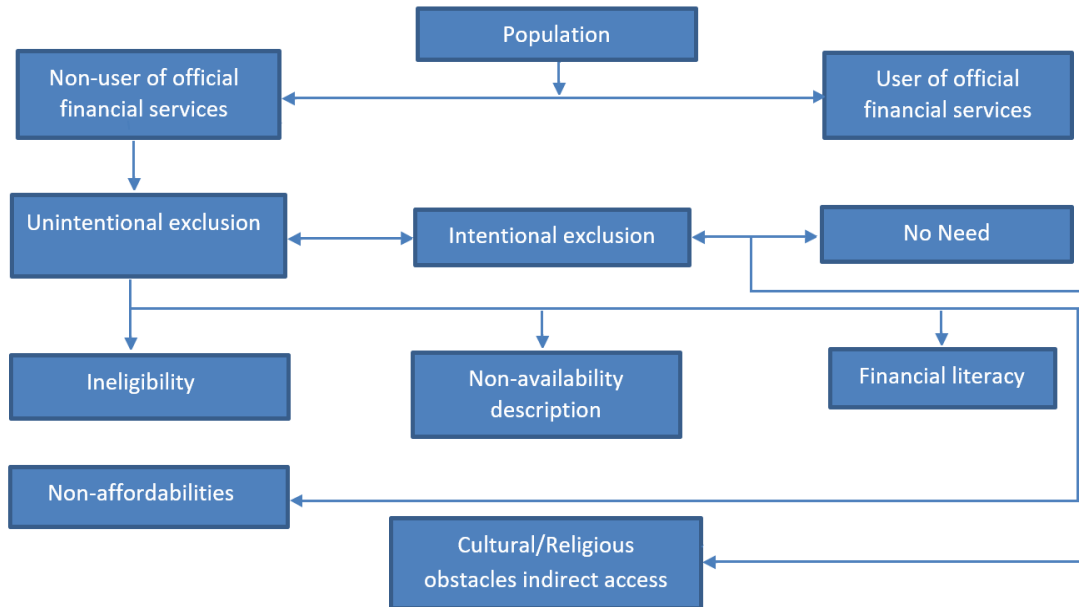 Population
Non-user of official
financial services
User of official
financial services
Unintentional exclusion
Intentional exclusion
No Need
Ineligibility
Non-availability
description
Financial literacy
Non-affordabilities
Cultural/Religious
obstacles indirect access